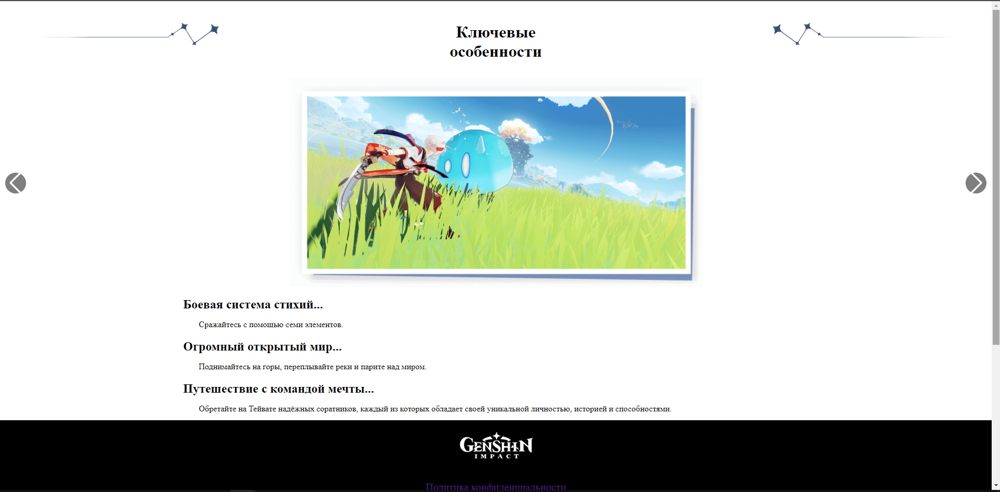 Ключевые
особенности
Боевая система стихий...
Сражайтесь с помощью семи элементов.
Огромный открытый мир...
Поднимайтесь на горы, переплывайте реки и парите над миром.
Путешествие с командой мечты...
Обретайте на Тейвате надёжных соратников, каждый из которых обладает своей уникальной личностью, историей и способностями.
GENSHIN
IMPACT
Политика конфиденциальности